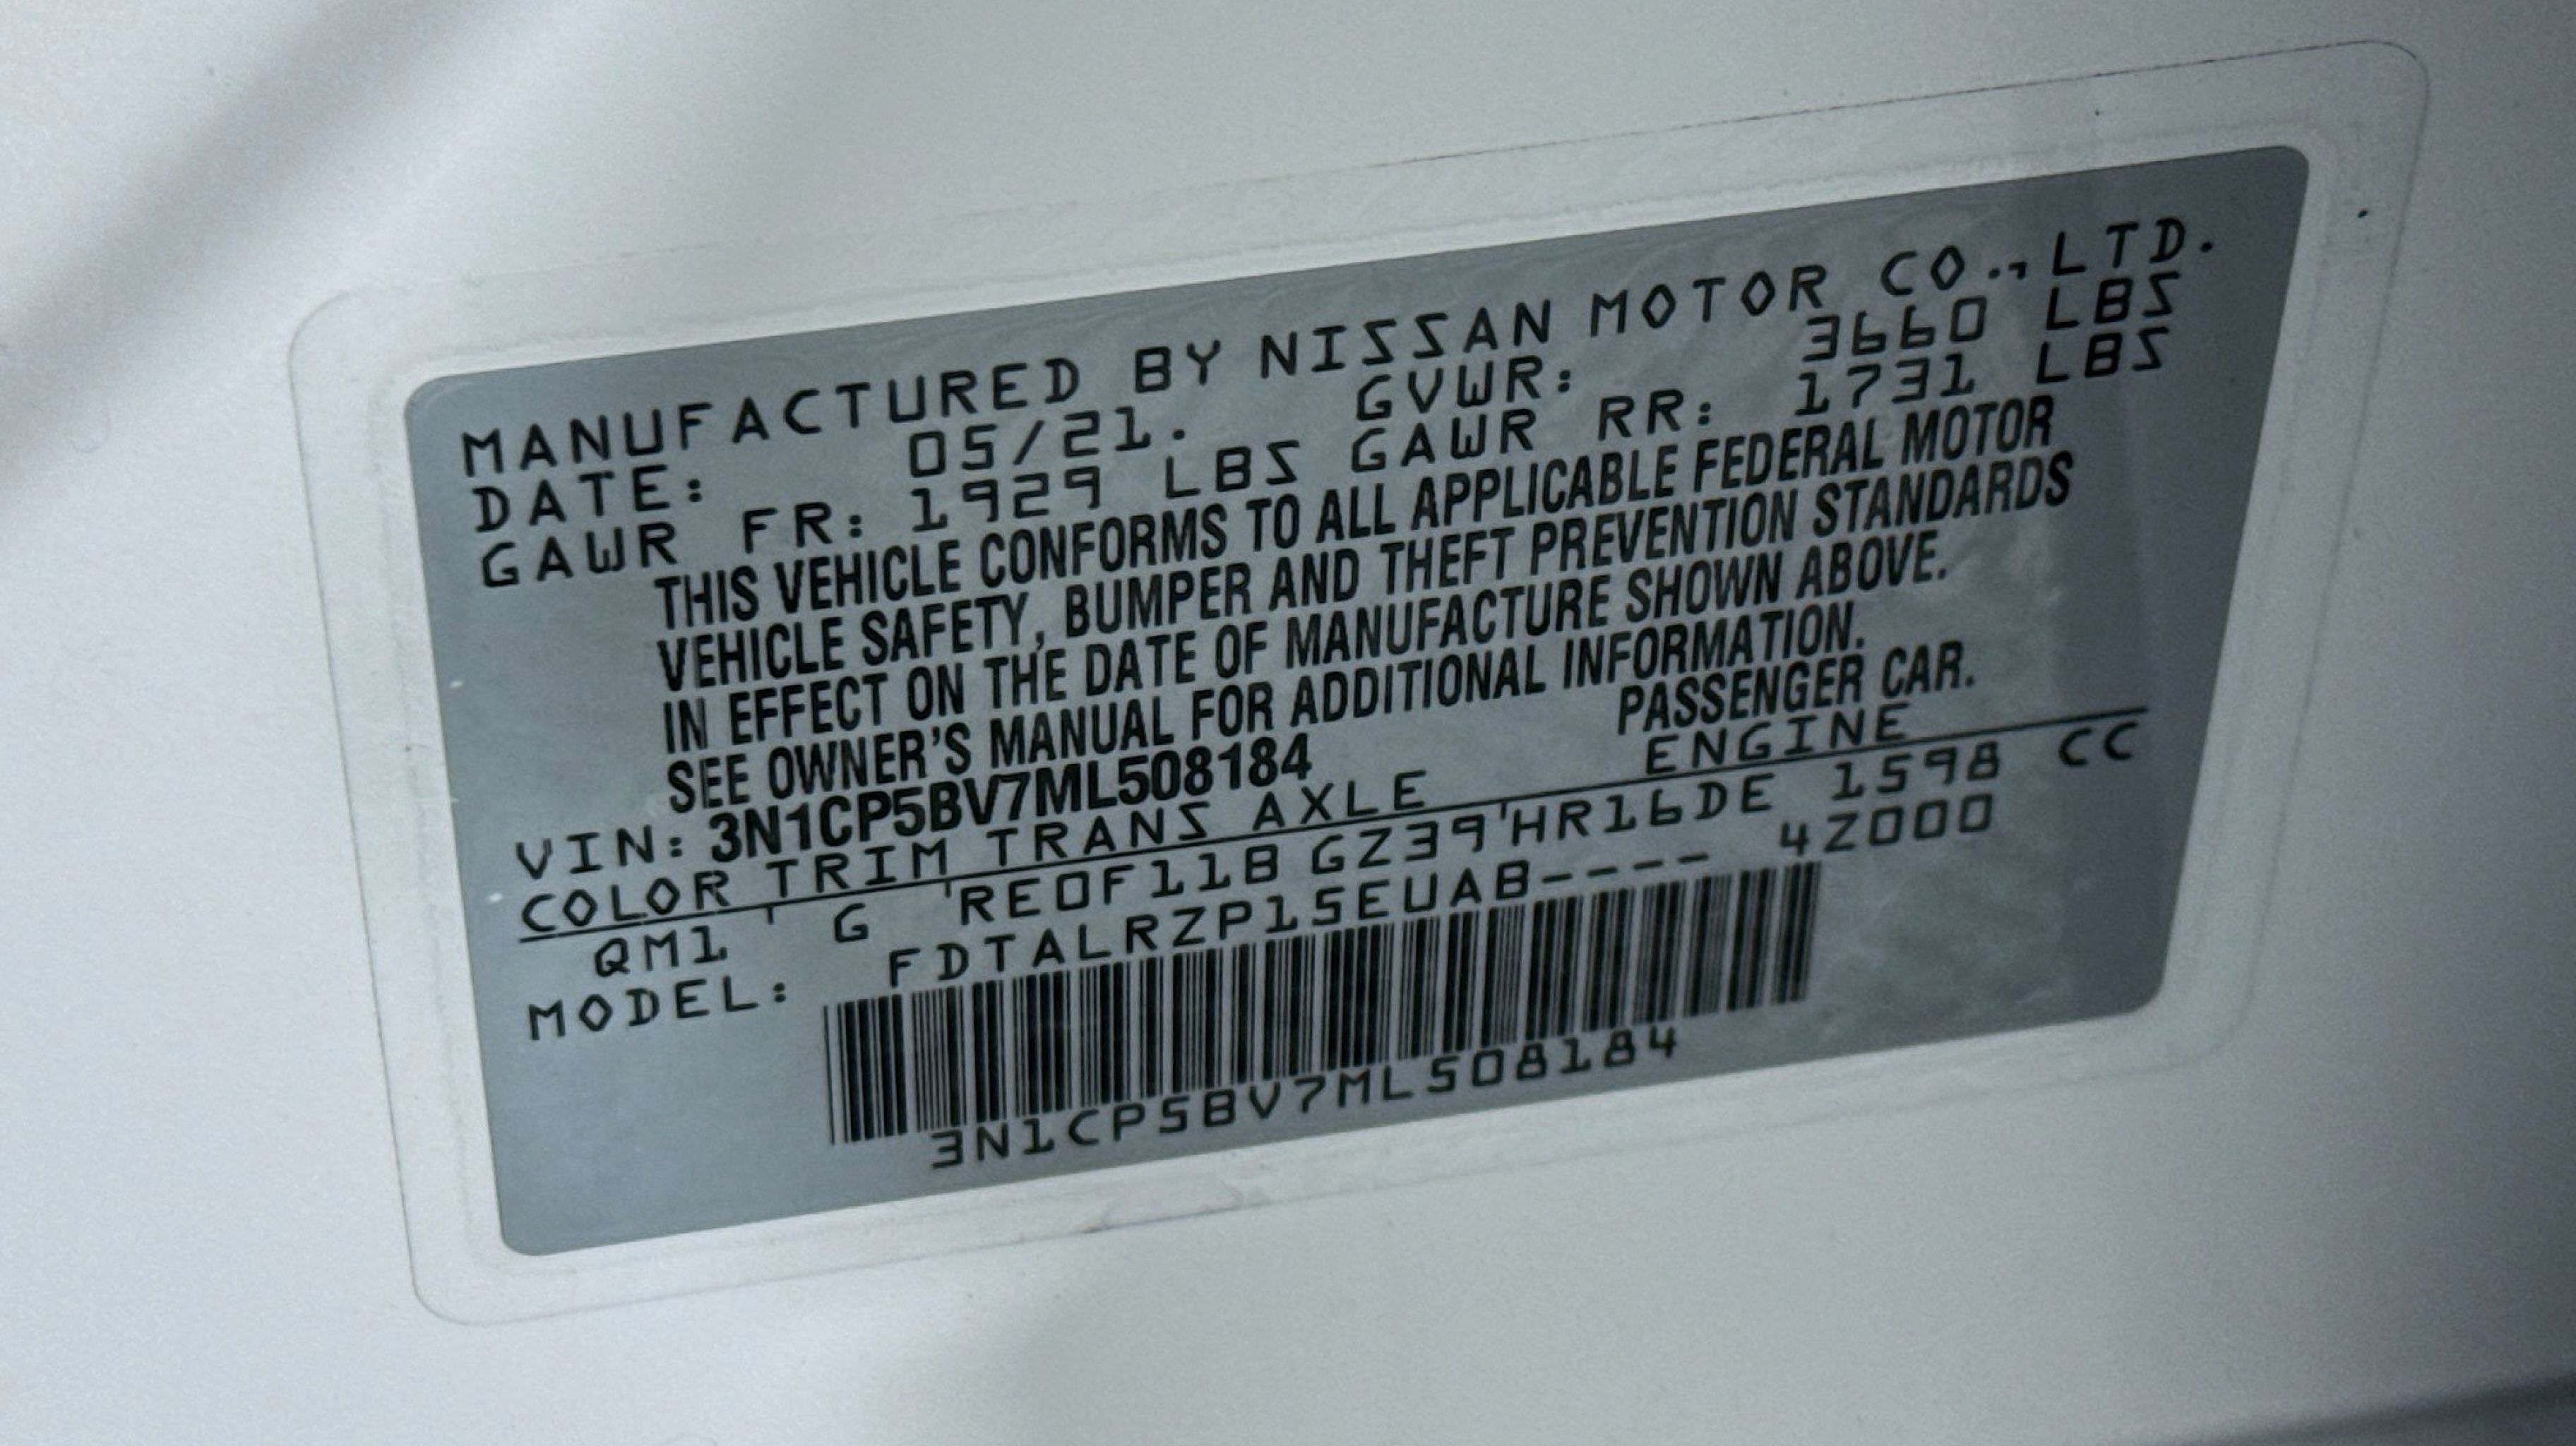 MANUFACTURED BY NISSAN MOTOR CO.,LTD.
DATE: 05/21. GVWR: 3660 LBS
GAWR FR: 1929 LBS GAWR RR: 1731 LBS
THIS VEHICLE CONFORMS TO ALL APPLICABLE FEDERAL MOTOR
VEHICLE SAFETY, BUMPER AND THEFT PREVENTION STANDARDS
IN EFFECT ON THE DATE OF MANUFACTURE SHOWN ABOVE.
SEE OWNER'S MANUAL FOR ADDITIONAL INFORMATION.
VIN: 3N1CP5BV7ML508184 PASSENGER CAR.
COLOR TRIM TRANS AXLE ENGINE
QM1 ' G 'RE0F11B GZ39'HR16DE 1598 CC
MODEL: FDTALRZP15EUAB---- 4Z000
3N1CP5BV7ML508184